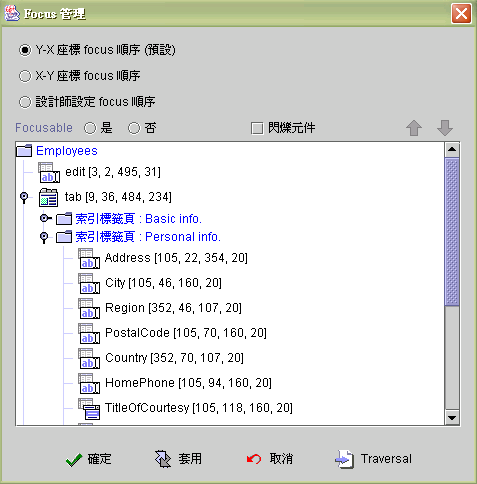 Focus 管理
Y-X 座標 focus 順序 (預設)
X-Y 座標 focus 順序
設計師設定 focus 順序
Focusable 是 否 閃爍元件
Employees
edit [3, 2, 495, 31]
tab [9, 36, 484, 234]
索引標籤頁 : Basic info.
索引標籤頁 : Personal info.
Address [105, 22, 354, 20]
City [105, 46, 160, 20]
Region [352, 46, 107, 20]
PostalCode [105, 70, 160, 20]
Country [352, 70, 107, 20]
HomePhone [105, 94, 160, 20]
TitleOfCourtesy [105, 118, 160, 20]
確定 套用 取消 Traversal